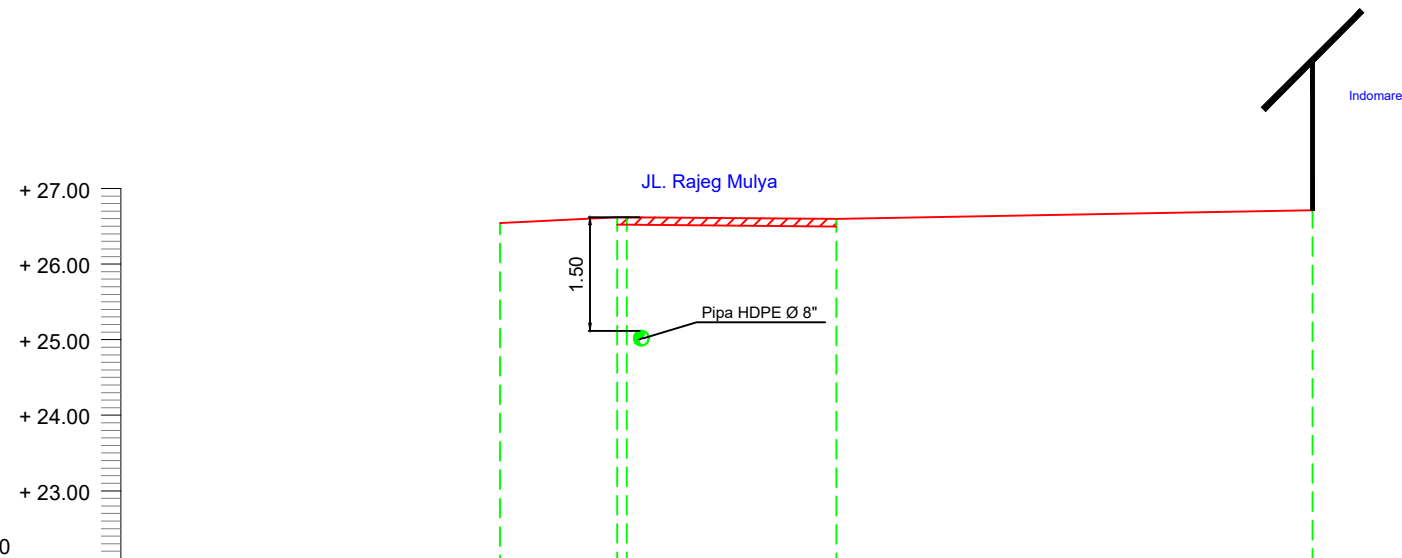 Indomare
JL. Rajeg Mulya
+ 27.00
+ 26.00
1.50
Pipa HDPE Ø 8"
+ 25.00
+ 24.00
+ 23.00
0